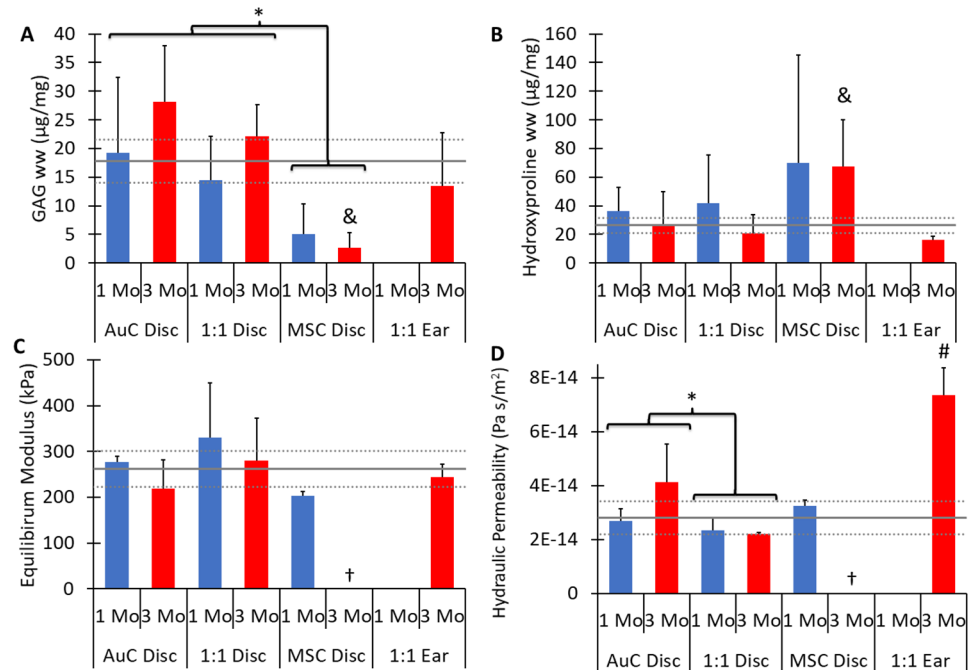 A
*
GAG ww (µg/mg)
40
35
30
25
20
15
10
5
0
&
1 Mo 3 Mo 1 Mo 3 Mo 1 Mo 3 Mo 1 Mo 3 Mo
AuC Disc 1:1 Disc MSC Disc 1:1 Ear
B
Hydroxyproline ww (µg/mg)
160
140
120
100
80
60
40
20
0
&
1 Mo 3 Mo 1 Mo 3 Mo 1 Mo 3 Mo 1 Mo 3 Mo
AuC Disc 1:1 Disc MSC Disc 1:1 Ear
C
Equilibirum Modulus (kPa)
500
400
300
200
100
0
†
1 Mo 3 Mo 1 Mo 3 Mo 1 Mo 3 Mo 1 Mo 3 Mo
AuC Disc 1:1 Disc MSC Disc 1:1 Ear
D
Hydraulic Permeability (Pa s/m²)
8E-14
6E-14
4E-14
2E-14
0
*
†
#
1 Mo 3 Mo 1 Mo 3 Mo 1 Mo 3 Mo 1 Mo 3 Mo
AuC Disc 1:1 Disc MSC Disc 1:1 Ear